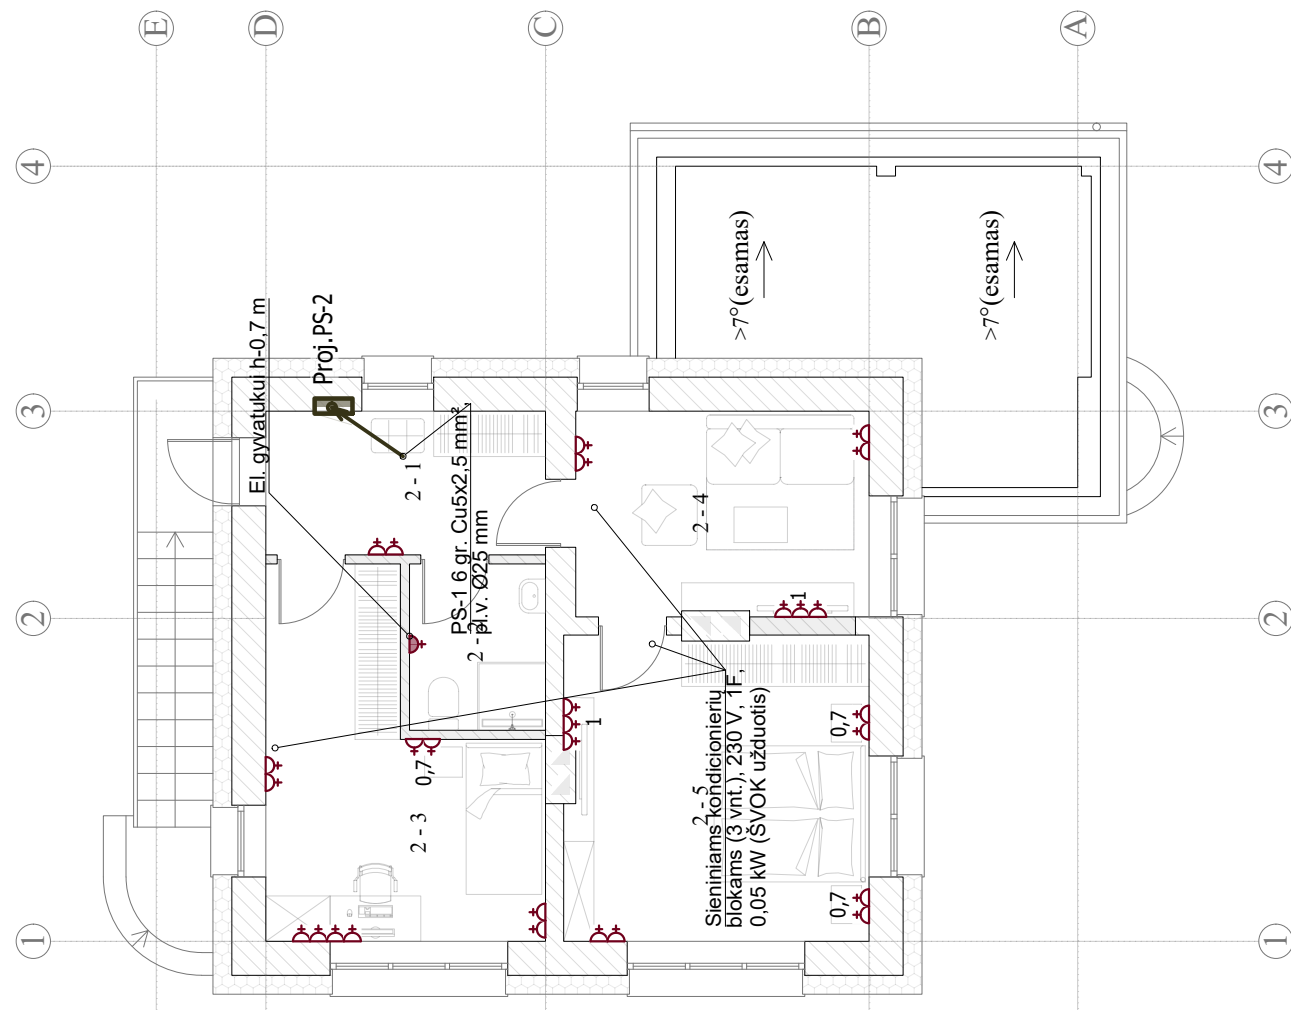 E
D
C
B
A
4
4
3
3
2
2
1
1
>7°(esamas)
>7°(esamas)
El. gyvatukui h-0,7 m
Proj.PS-2
PS-1 6 gr. Cu5x2,5 mm²,
pl.v. Ø25 mm
2 - 1
2 - 2
2 - 3
2 - 4
2 - 5
1
1
0,7
0,7
0,7
Sieniniams kondicionierių
blokams (3 vnt.), 230 V, 1F,
0,05 kW (ŠVOK užduotis)